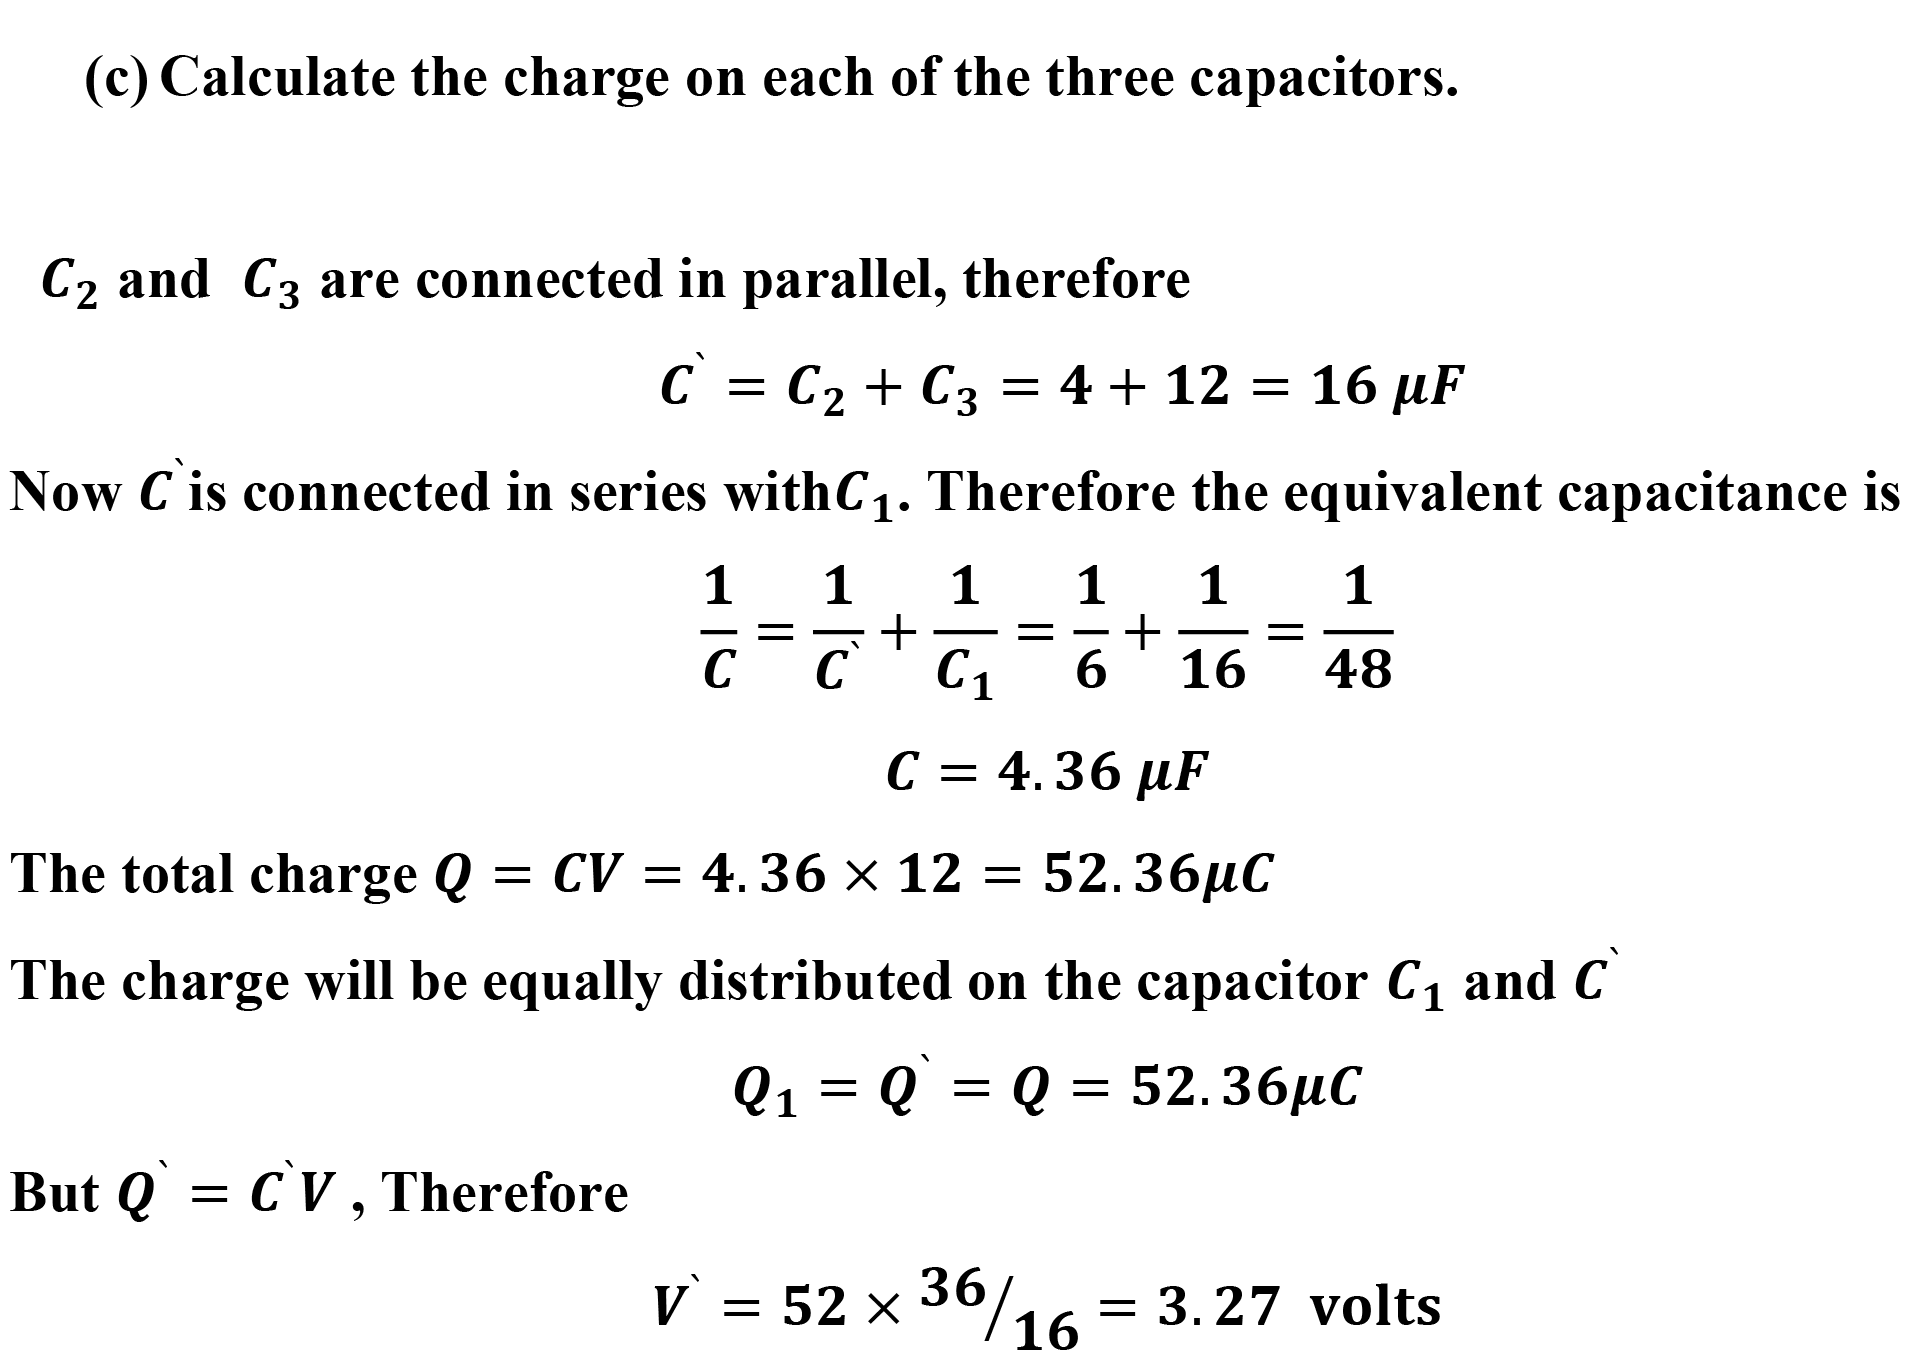 (c) Calculate the charge on each of the three capacitors.
C₂ and C₃ are connected in parallel, therefore
C` = C₂ + C₃ = 4 + 12 = 16 μF
Now C`is connected in series withC₁. Therefore the equivalent capacitance is
1/C = 1/C` + 1/C₁ = 1/6 + 1/16 = 1/48
C = 4.36 μF
The total charge Q = CV = 4.36 × 12 = 52.36μC
The charge will be equally distributed on the capacitor C₁ and C`
Q₁ = Q` = Q = 52.36μC
But Q` = C`V , Therefore
V` = 52 × 36/16 = 3.27 volts